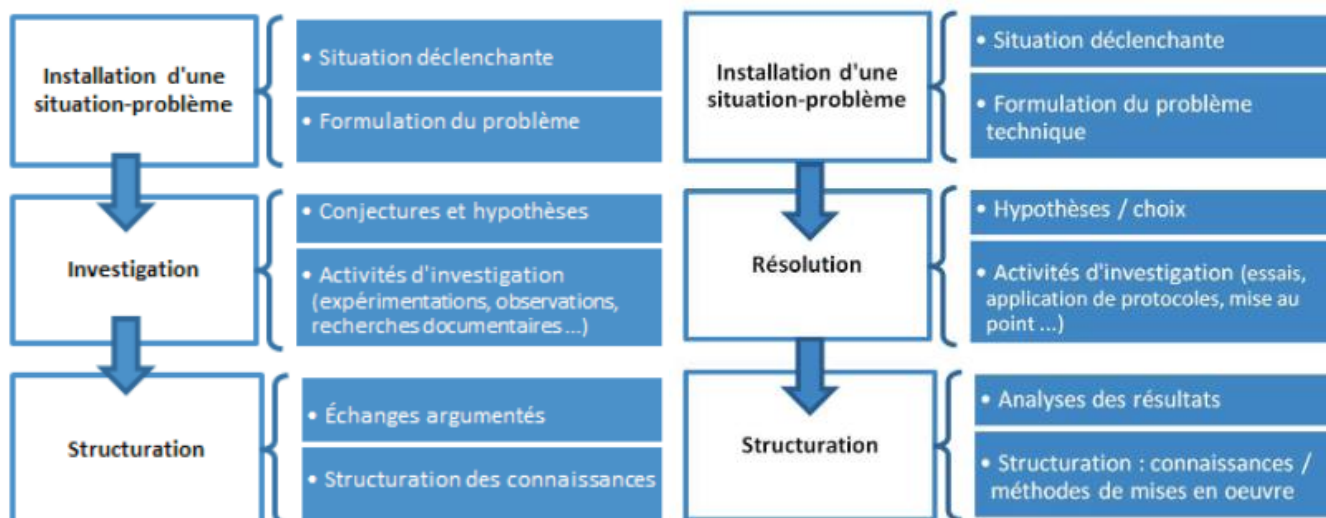 Installation d'une
situation-problème
• Situation déclenchante
• Formulation du problème
Investigation
• Conjectures et hypothèses
• Activités d'investigation
(expérimentations, observations,
recherches documentaires ...)
Structuration
• Échanges argumentés
• Structuration des connaissances
Installation d'une
situation-problème
• Situation déclenchante
• Formulation du problème
technique
Résolution
• Hypothèses / choix
• Activités d'investigation (essais,
application de protocoles, mise au
point ...)
Structuration
• Analyses des résultats
• Structuration : connaissances /
méthodes de mises en oeuvre